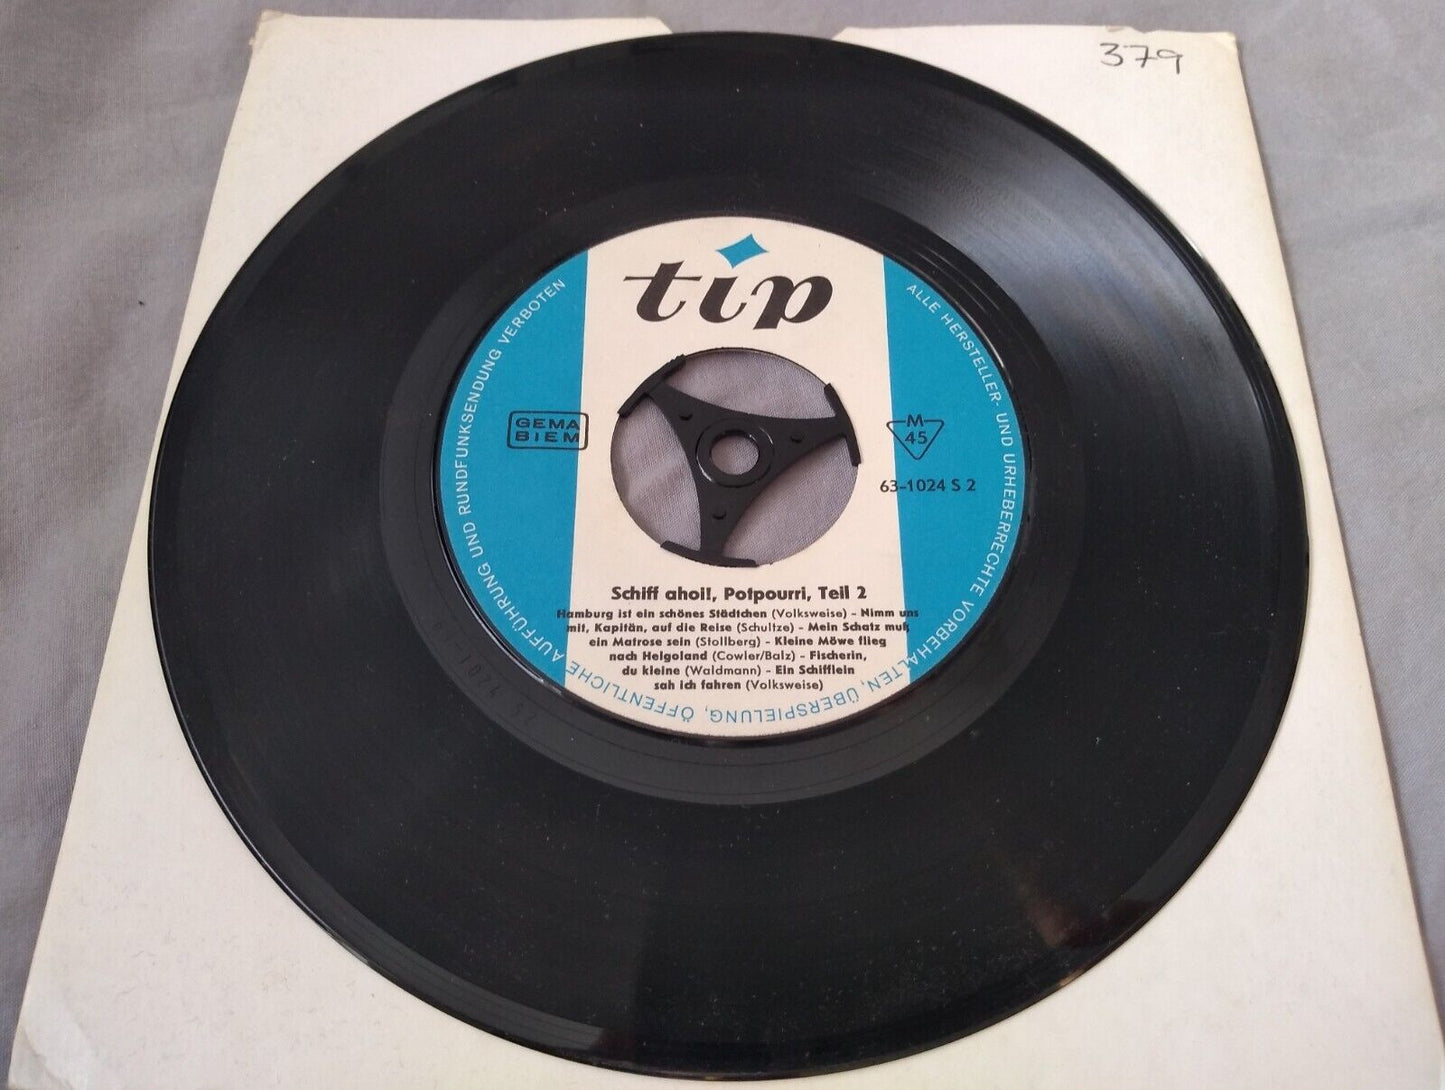 379
tip
GEMA
BIEM
M
45
63-1024 S 2
Schiff ahoi!, Potpourri, Teil 2
Hamburg ist ein schönes Städtchen (Volksweise) - Nimm uns
mit, Kapitän, auf die Reise (Schultze) - Mein Schatz muß
ein Matrose sein (Stollberg) - Kleine Möwe flieg
nach Helgoland (Cowler/Balz) - Fischerin,
du kleine (Waldmann) - Ein Schifflein
sah ich fahren (Volksweise)
ALLE HERSTELLER- UND URHEBERRECHTE VORBEHALTEN, ÜBERSPIELUNG, ÖFFENTLICHE AUFFÜHRUNG UND RUNDFUNKSENDUNG VERBOTEN